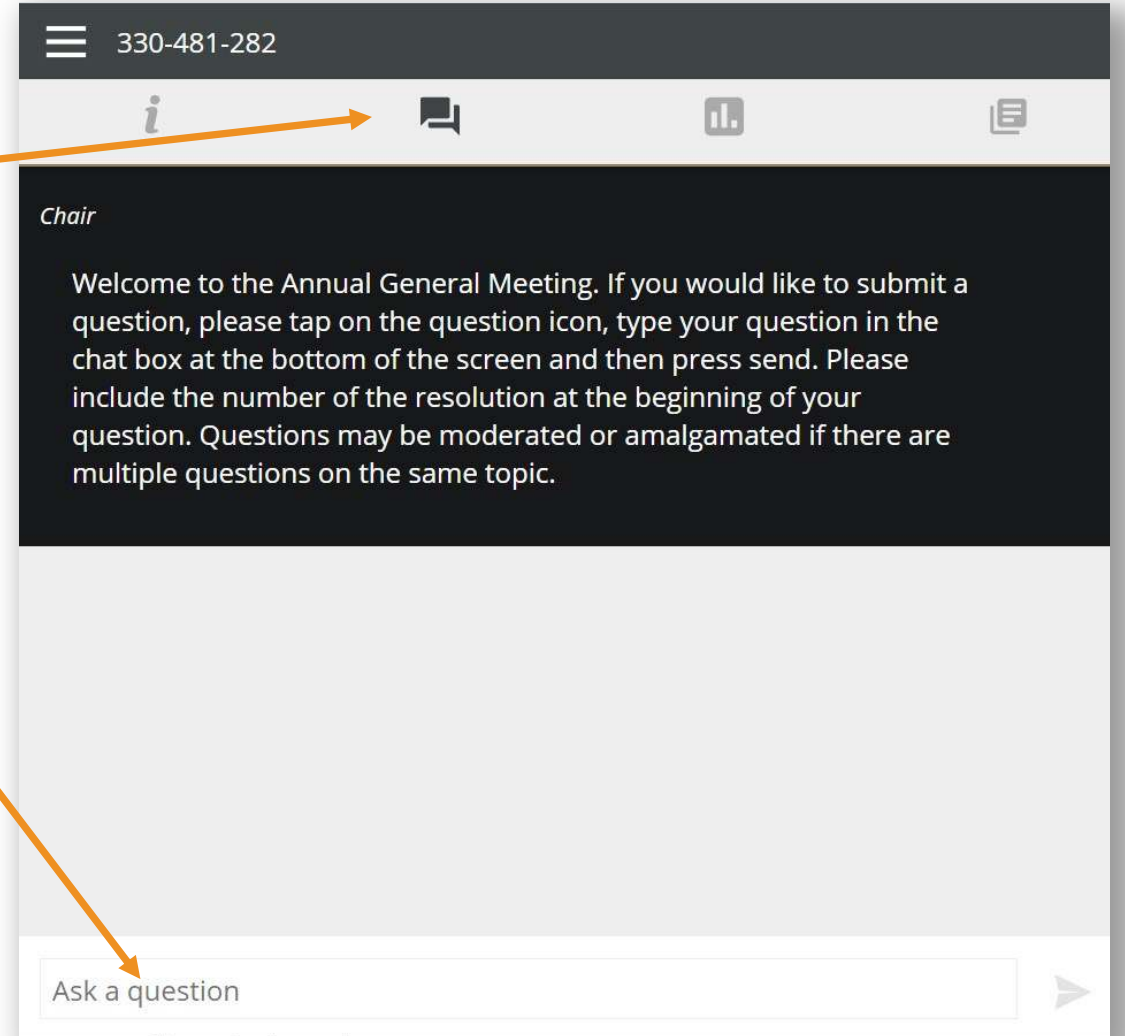 330-481-282
Chair
Welcome to the Annual General Meeting. If you would like to submit a
question, please tap on the question icon, type your question in the
chat box at the bottom of the screen and then press send. Please
include the number of the resolution at the beginning of your
question. Questions may be moderated or amalgamated if there are
multiple questions on the same topic.
Ask a question